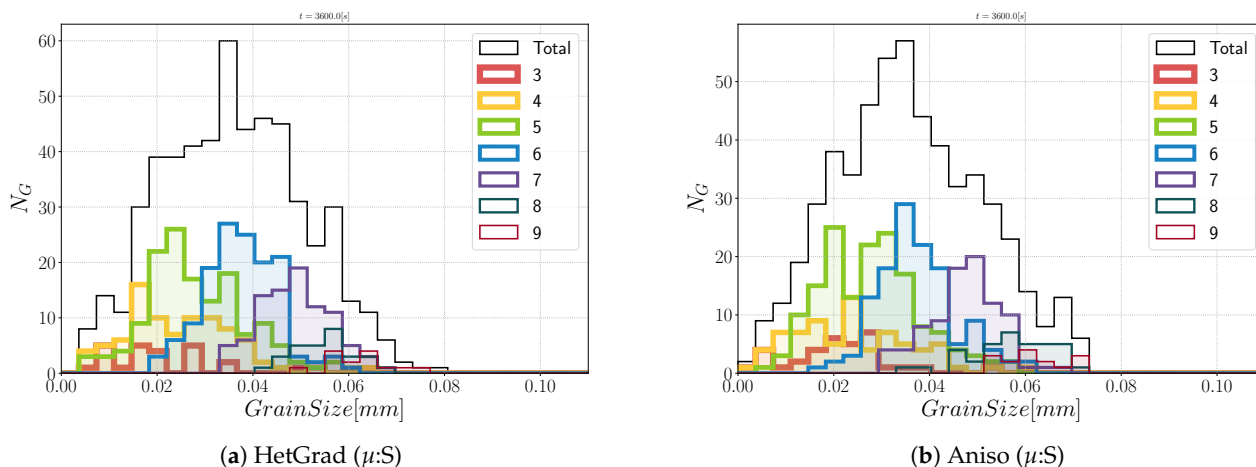 t = 3600.0[s]
60
50
40
30
20
10
0
N_G
0.00 0.02 0.04 0.06 0.08 0.10
GrainSize[mm]
Total
3
4
5
6
7
8
9
(a) HetGrad (μ:S)
t = 3600.0[s]
50
40
30
20
10
0
N_G
0.00 0.02 0.04 0.06 0.08 0.10
GrainSize[mm]
Total
3
4
5
6
7
8
9
(b) Aniso (μ:S)